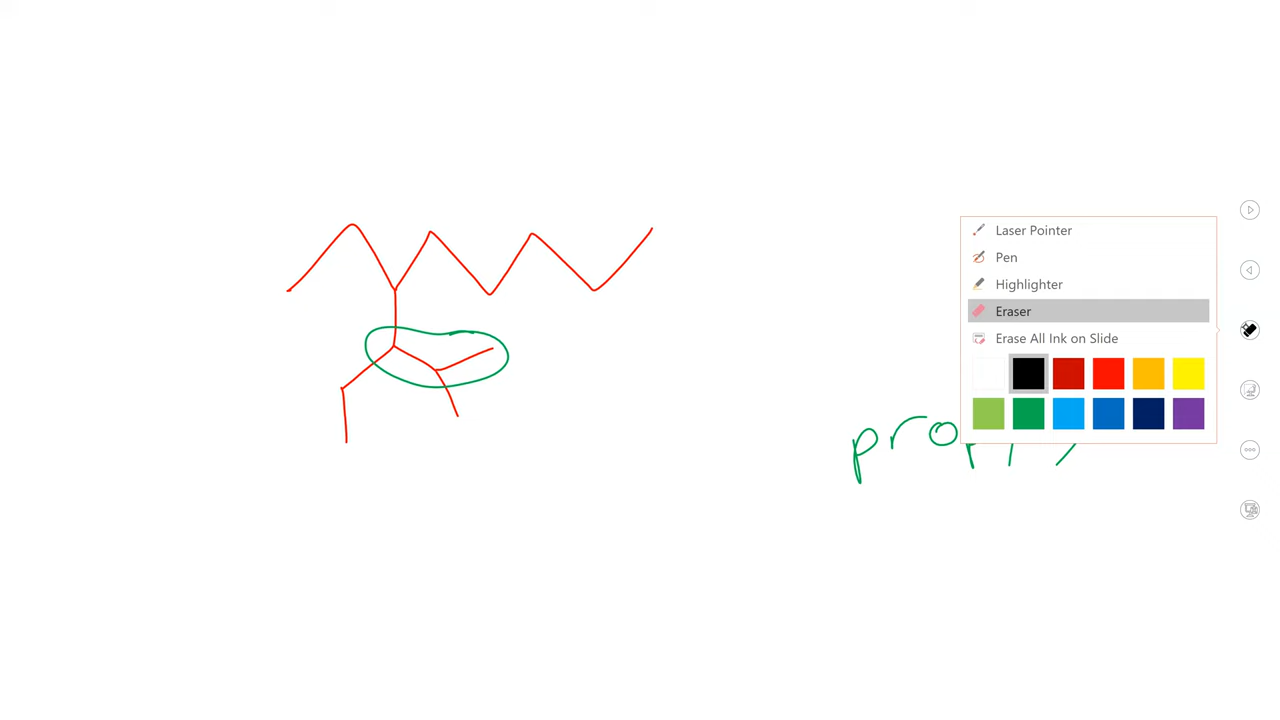 Laser Pointer
Pen
Highlighter
Eraser
Erase All Ink on Slide